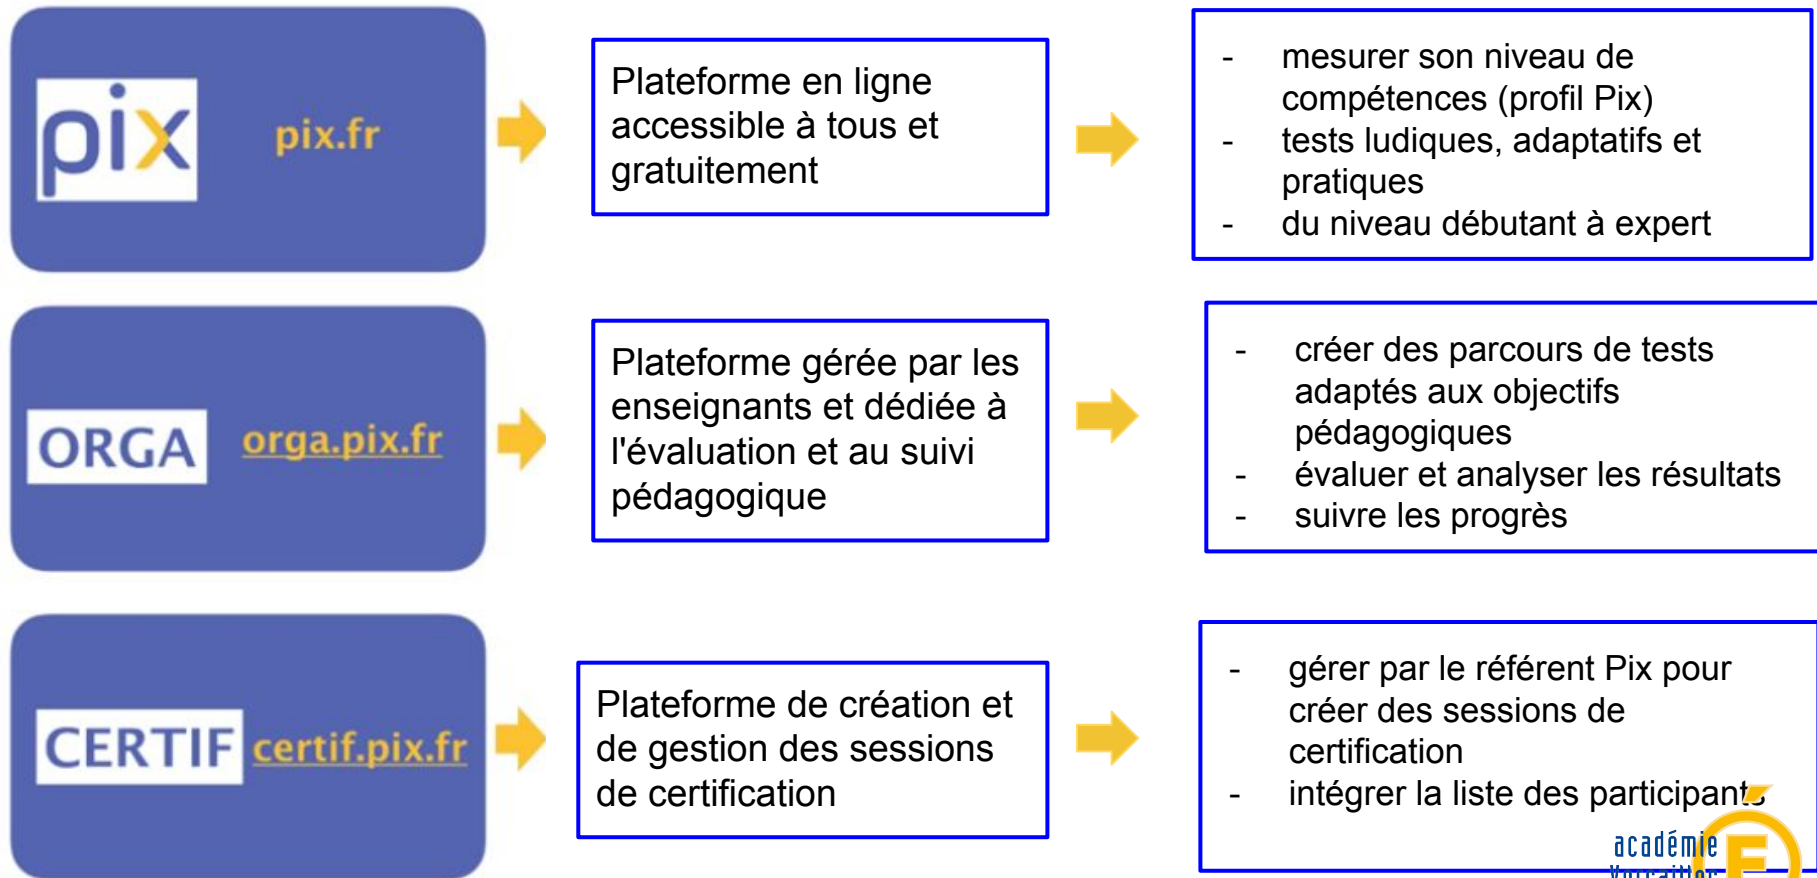 pix
pix.fr
Plateforme en ligne
accessible à tous et
gratuitement
- mesurer son niveau de
compétences (profil Pix)
- tests ludiques, adaptatifs et
pratiques
- du niveau débutant à expert
ORGA
orga.pix.fr
Plateforme gérée par les
enseignants et dédiée à
l'évaluation et au suivi
pédagogique
- créer des parcours de tests
adaptés aux objectifs
pédagogiques
- évaluer et analyser les résultats
- suivre les progrès
CERTIF
certif.pix.fr
Plateforme de création et
de gestion des sessions
de certification
- gérer par le référent Pix pour
créer des sessions de
certification
- intégrer la liste des participants
académie
É